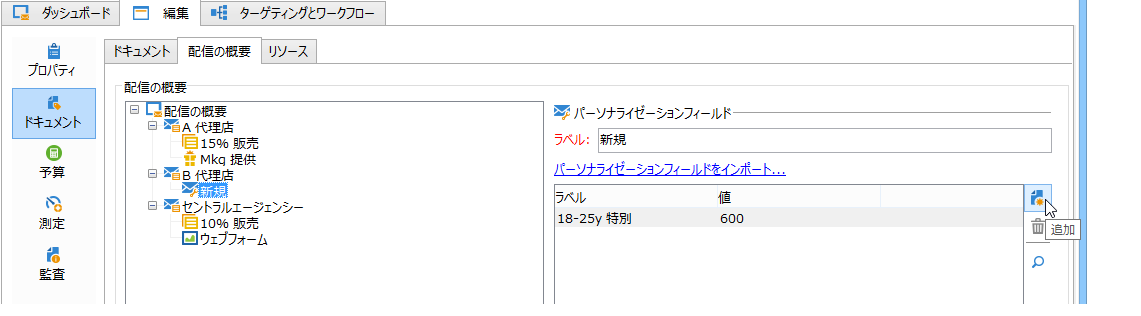 ダッシュボード 編集 ターゲティングとワークフロー
プロパティ
ドキュメント
予算
測定
監査
ドキュメント 配信の概要 リソース
配信の概要
配信の概要
A 代理店
15% 販売
Mkq 提供
B 代理店
新規
セントラルエージェンシー
10% 販売
ウェブフォーム
パーソナライゼーションフィールド
ラベル: 新規
パーソナライゼーションフィールドをインポート...
ラベル 値
18-25y 特別 600
追加